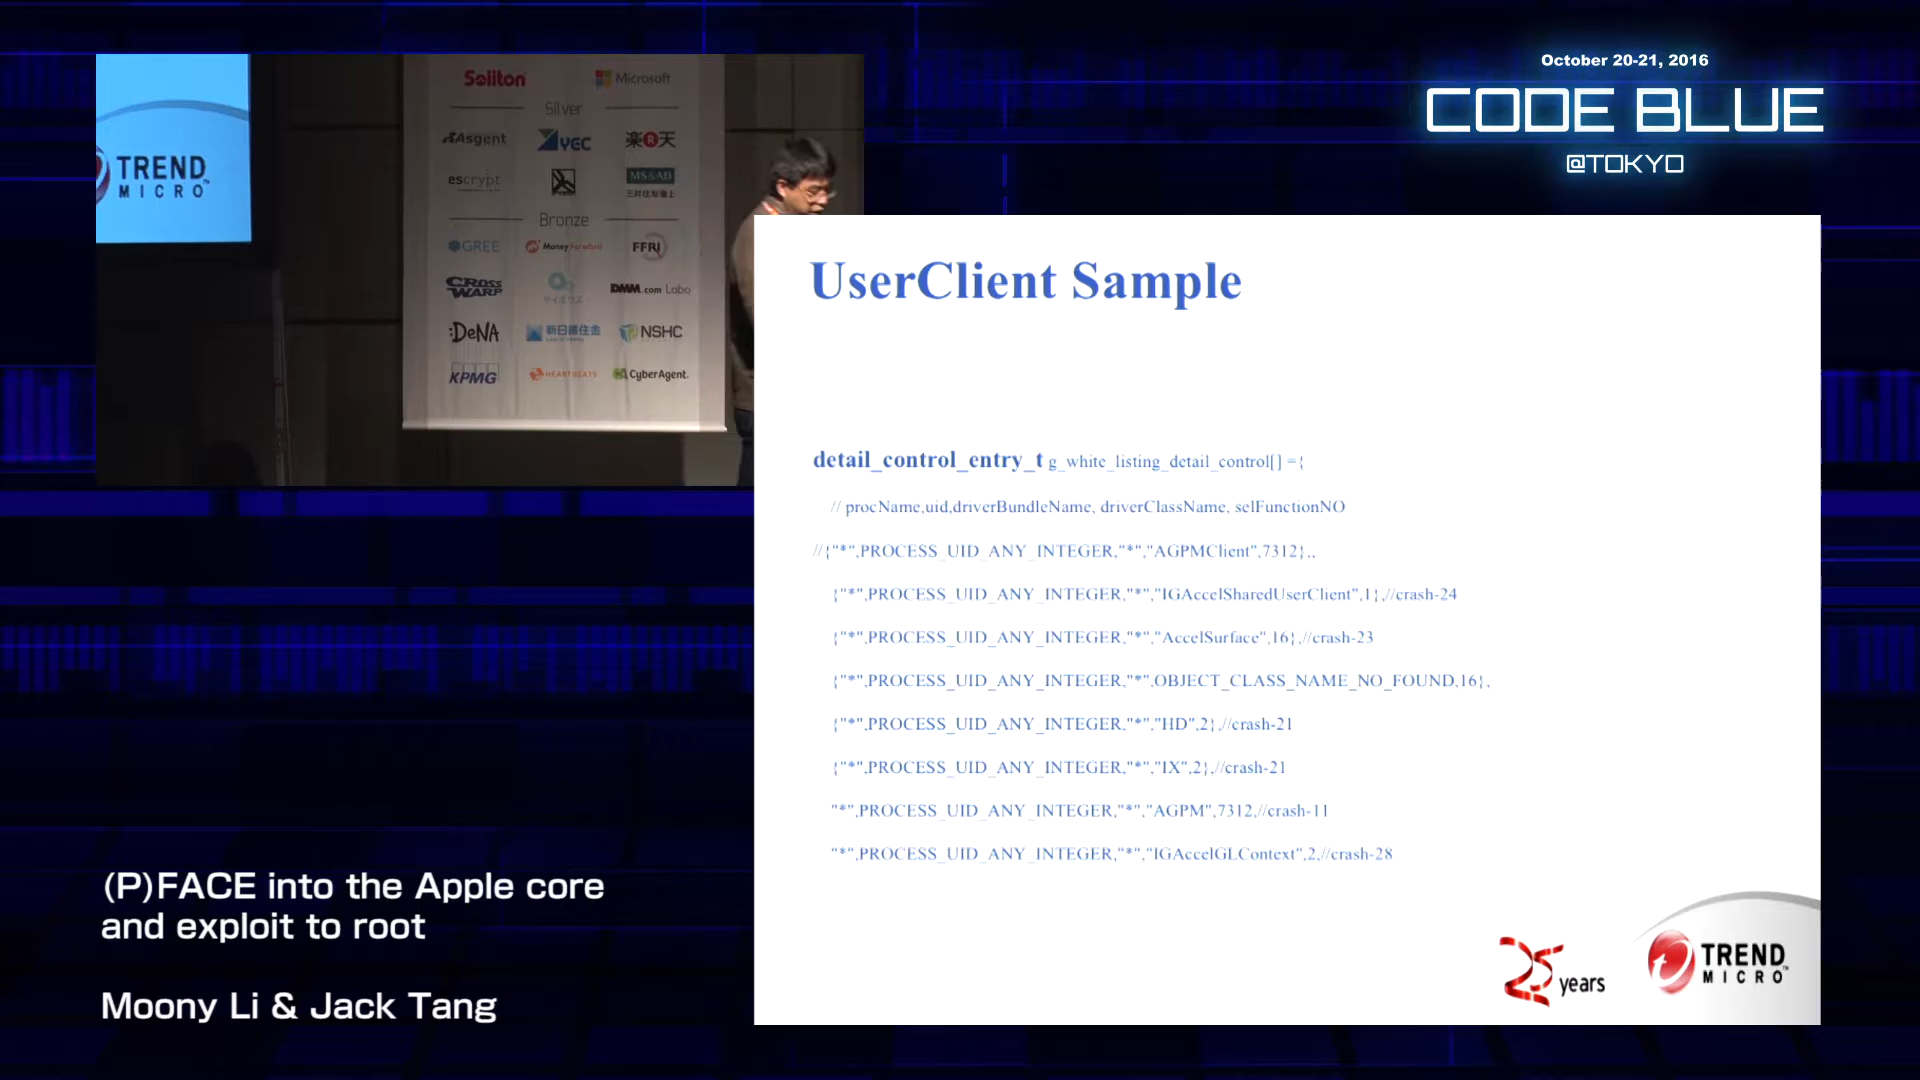 October 20-21, 2016
CODE BLUE
@TOKYO
TREND
MICRO
Soliton Microsoft
Silver
Asgent YGC 楽R天
escrypt MS&AD
三井住友海上
Bronze
GREE Money Forward FFRI
CROSS WARP サイボウズ DMM.com Labo
:DeNA 新日鐵住金 NSHC
KPMG HEARTBEATS CyberAgent.
UserClient Sample
detail_control_entry_t g_white_listing_detail_control[] ={
// procName,uid,driverBundleName, driverClassName, selFunctionNO
//{"*",PROCESS_UID_ANY_INTEGER,"*","AGPMClient",7312},,
{"*",PROCESS_UID_ANY_INTEGER,"*","IGAccelSharedUserClient",1},//crash-24
{"*",PROCESS_UID_ANY_INTEGER,"*","AccelSurface",16},//crash-23
{"*",PROCESS_UID_ANY_INTEGER,"*",OBJECT_CLASS_NAME_NO_FOUND,16},
{"*",PROCESS_UID_ANY_INTEGER,"*","HD",2},//crash-21
{"*",PROCESS_UID_ANY_INTEGER,"*","IX",2},//crash-21
"*",PROCESS_UID_ANY_INTEGER,"*","AGPM",7312,//crash-11
"*",PROCESS_UID_ANY_INTEGER,"*","IGAccelGLContext",2,//crash-28
25 years
TREND
MICRO
(P)FACE into the Apple core
and exploit to root
Moony Li & Jack Tang